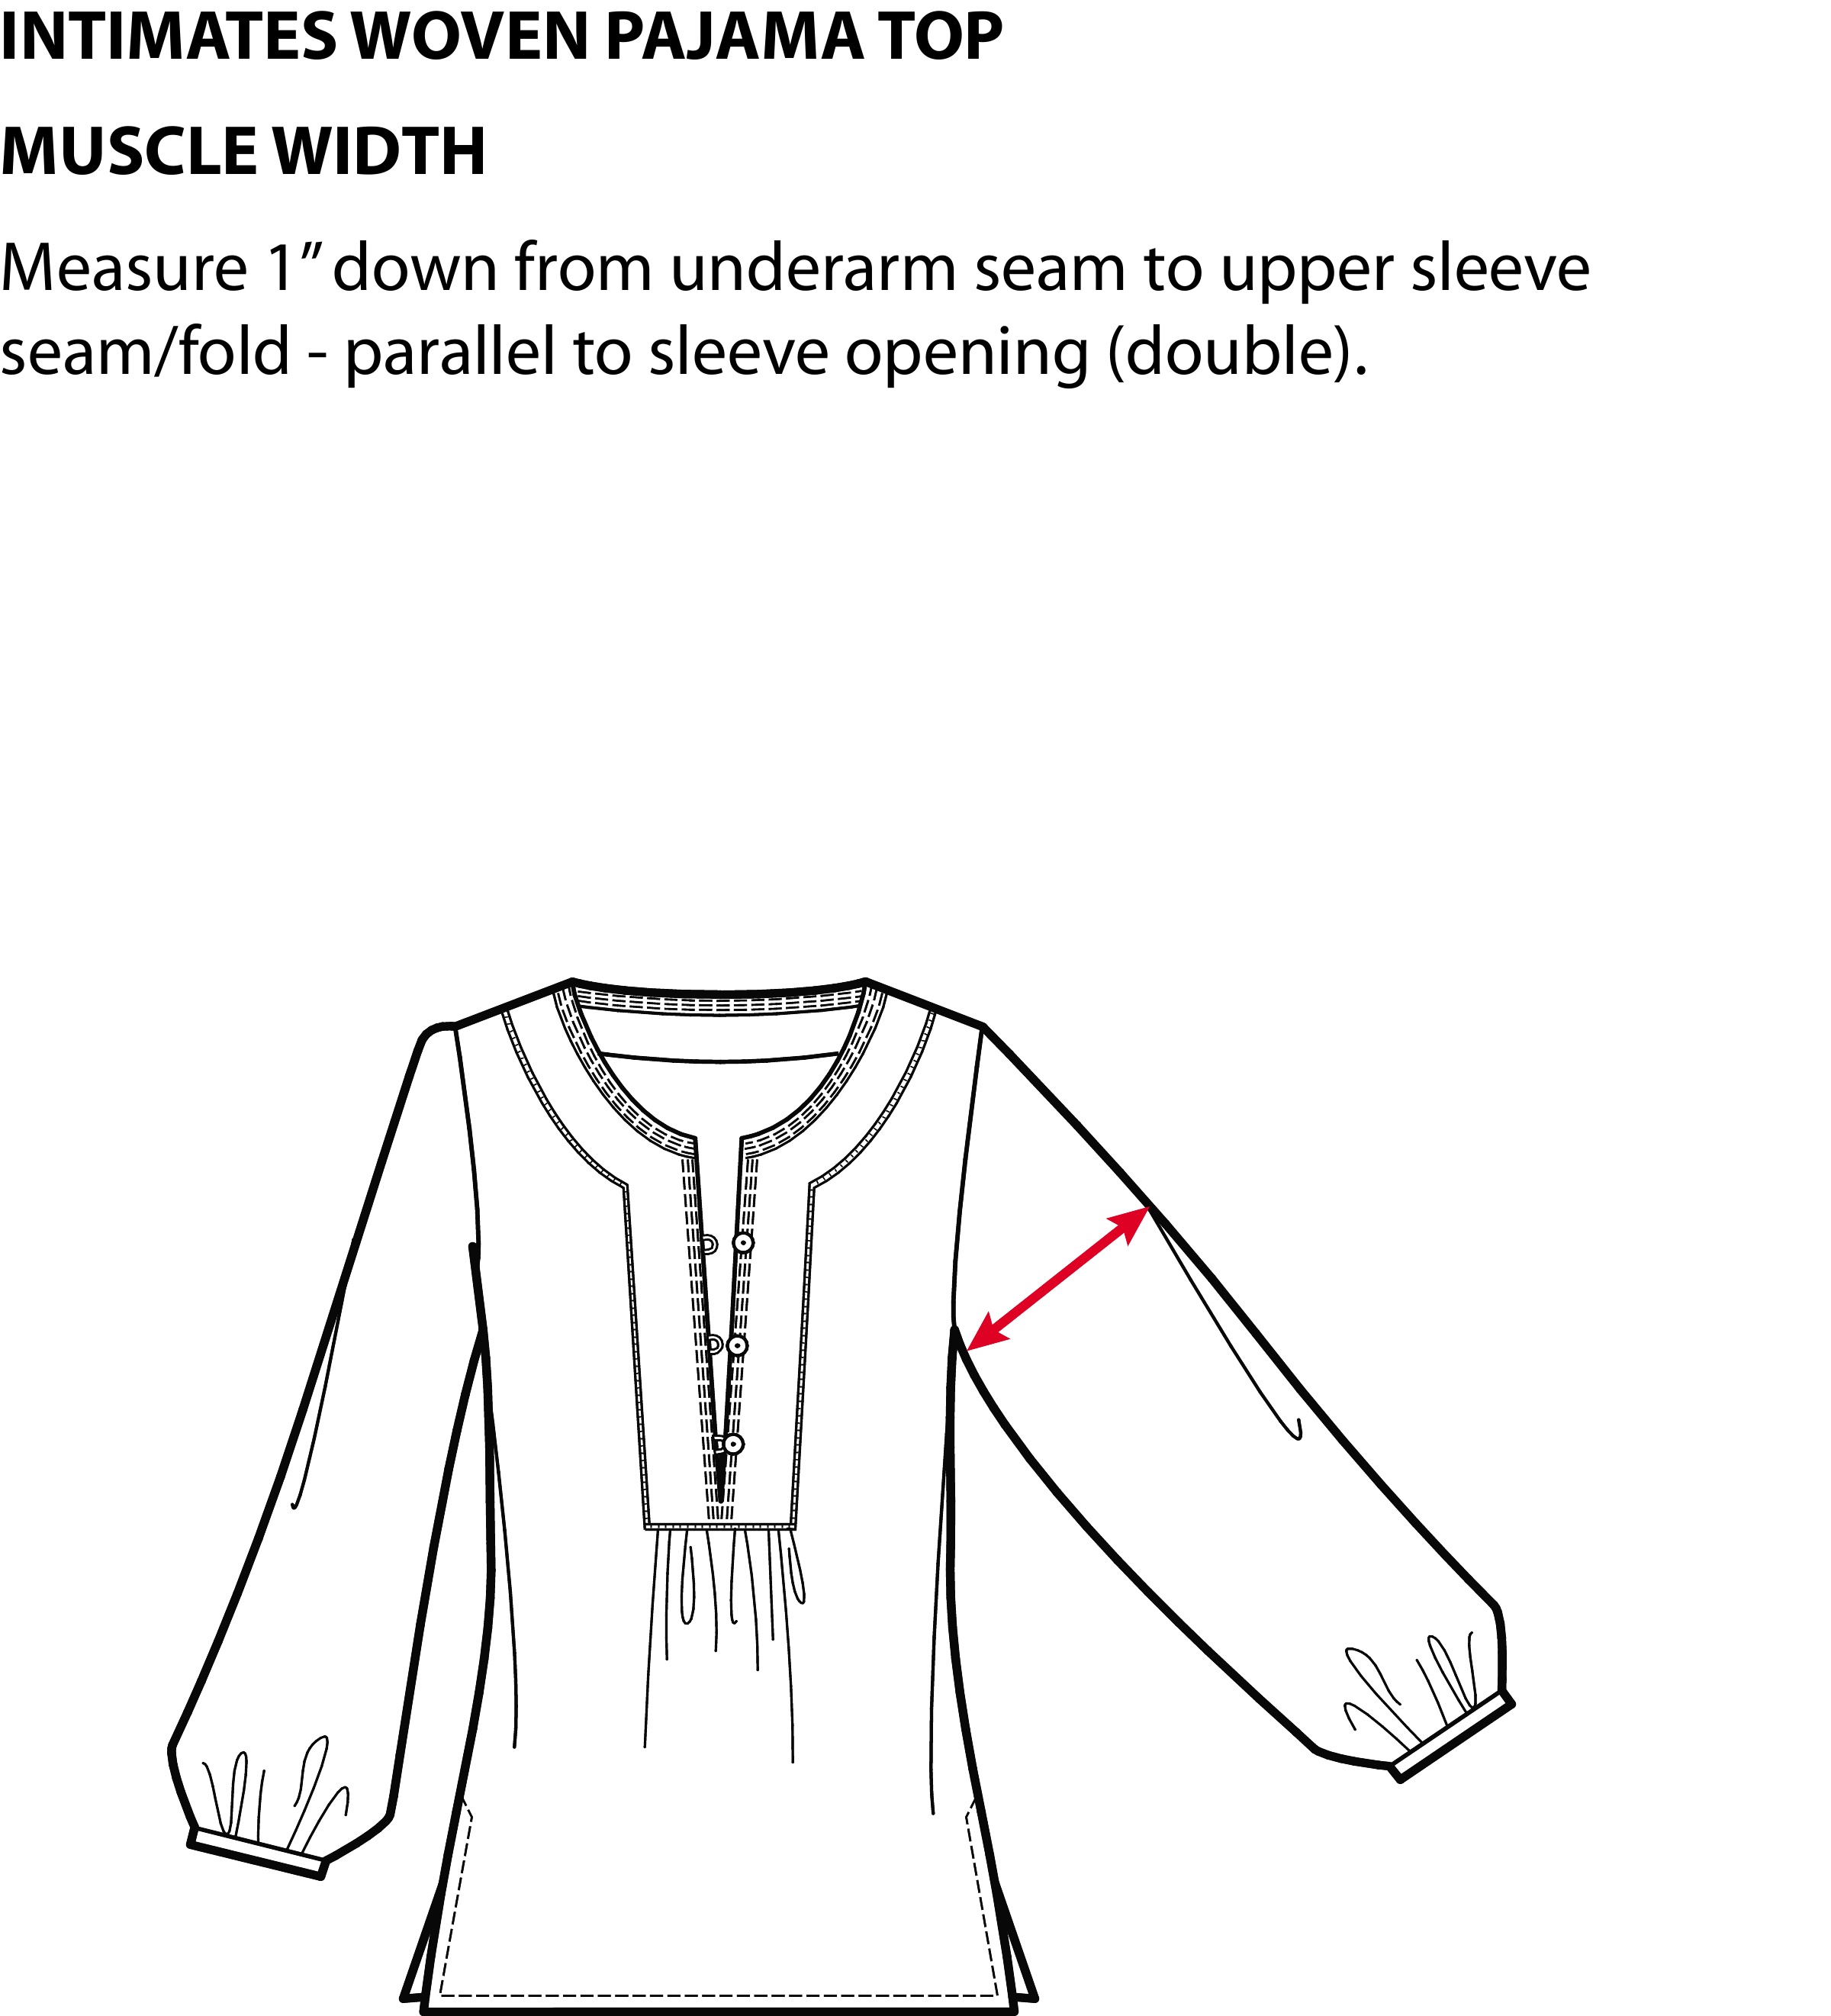 INTIMATES WOVEN PAJAMA TOP
MUSCLE WIDTH
Measure 1” down from underarm seam to upper sleeve
seam/fold - parallel to sleeve opening (double).